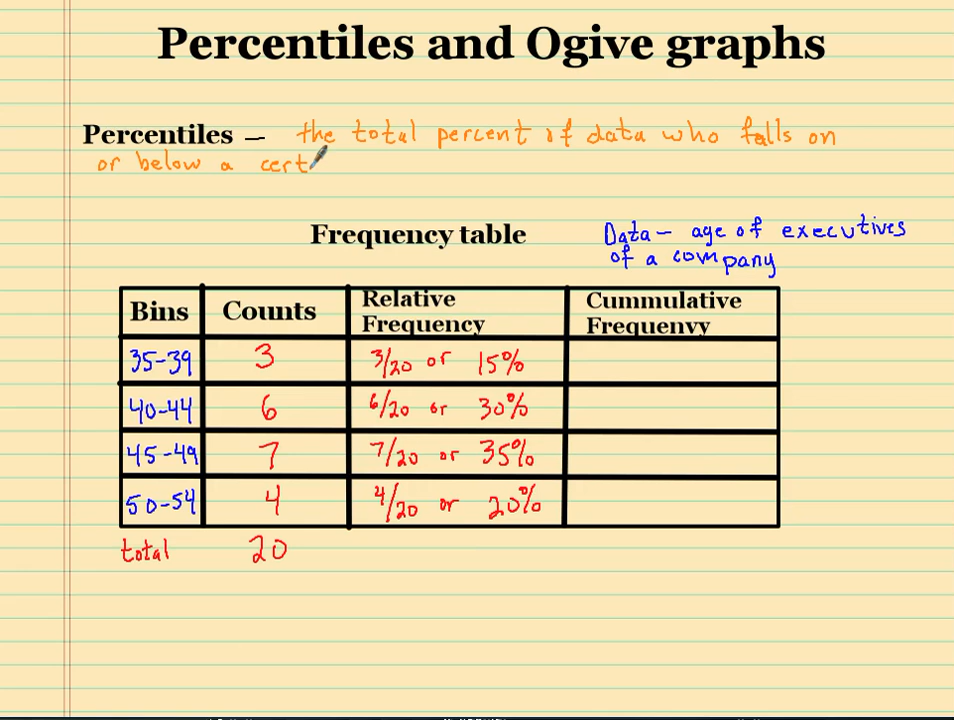 Percentiles and Ogive graphs
Percentiles – the total percent of data who falls on
or below a cert
Frequency table
Data – age of executives
of a company
Bins Counts Relative Frequency Cummulative Frequenvy
35-39 3 3/20 or 15%
40-44 6 6/20 or 30%
45-49 7 7/20 or 35%
50-54 4 4/20 or 20%
total 20